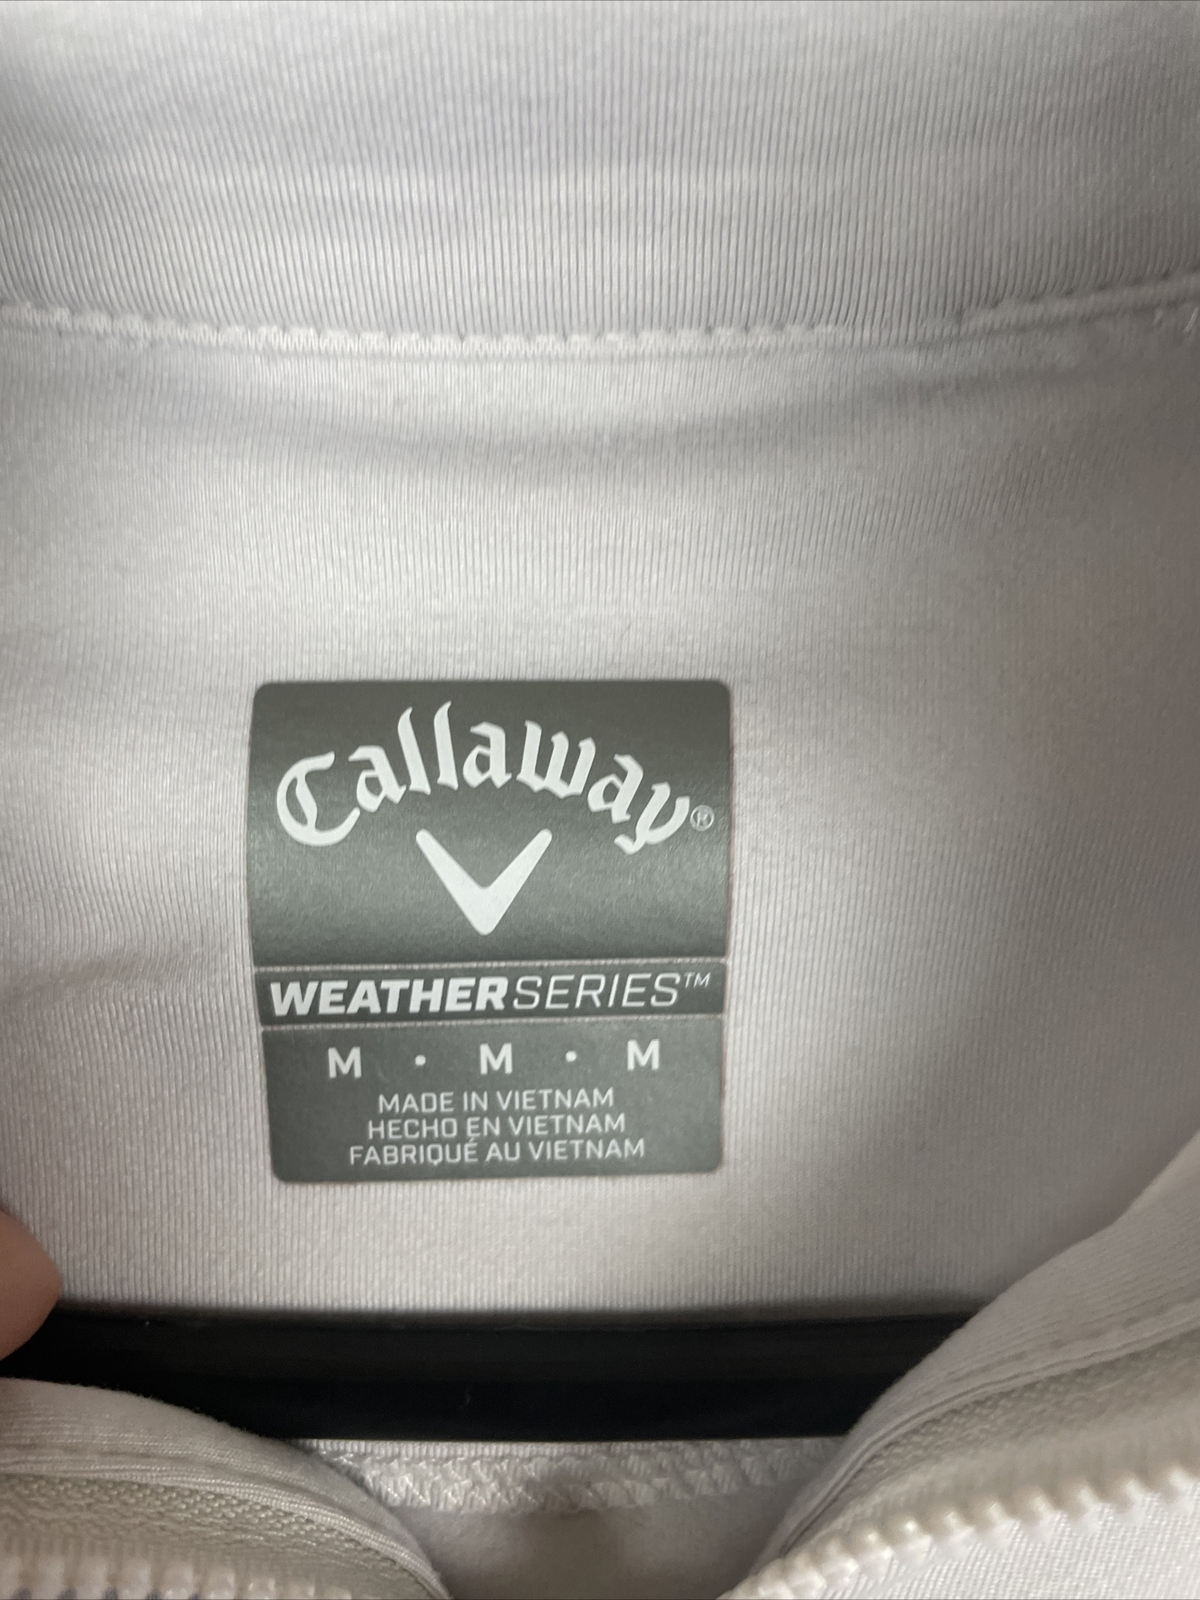 Callaway®
WEATHERSERIES™
M • M • M
MADE IN VIETNAM
HECHO EN VIETNAM
FABRIQUÉ AU VIETNAM